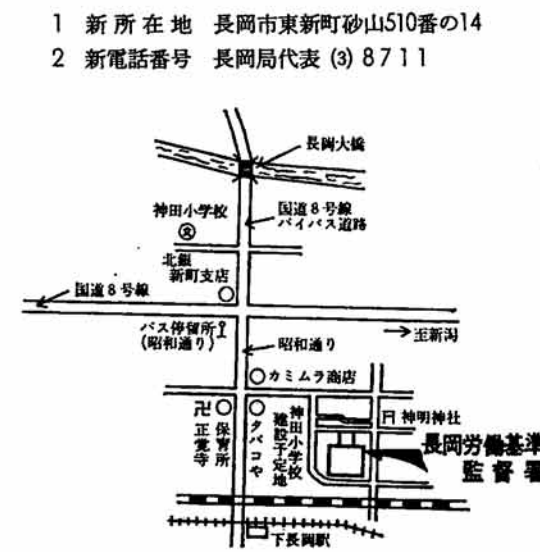 1 新所在地 長岡市東新町砂山510番の14
2 新電話番号 長岡局代表(3)8711
長岡大橋
神田小学校
文
国道8号線
バイパス道路
北銀
新町支店
国道8号線
バス停留所
(昭和通り)
至新潟
昭和通り
カミムラ商店
卍正覚寺
保育所
タバコや
神田小学校
建設予定地
神明神社
長岡労働基準
監督署
下長岡駅